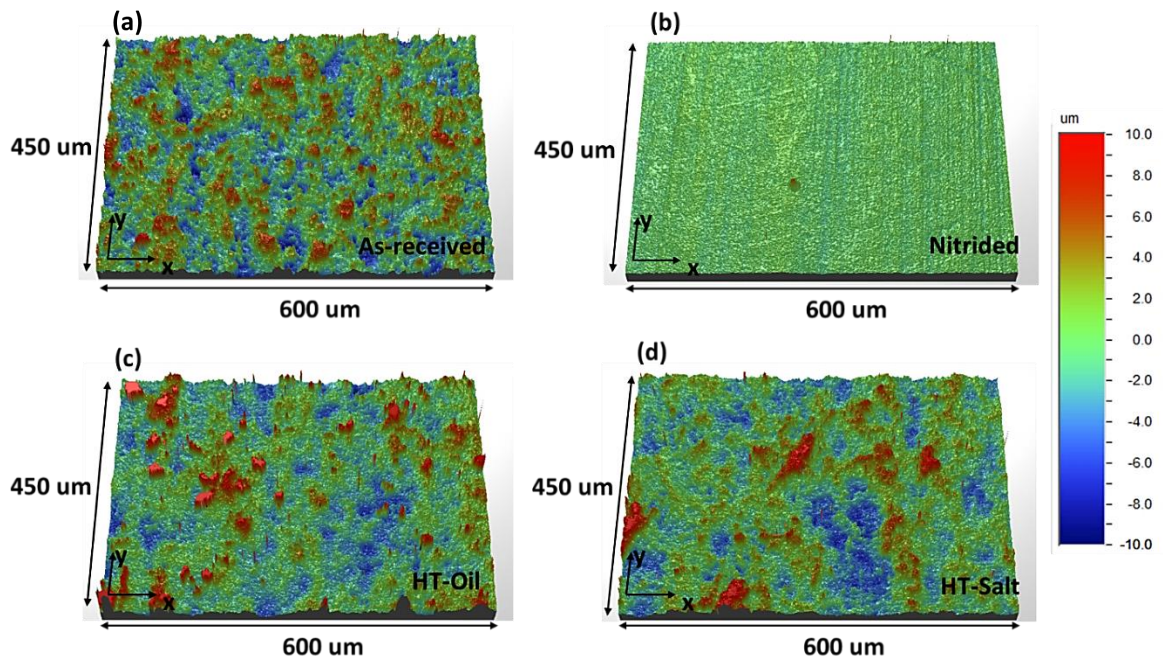 (a)
(b)
450 um
y
x
As-received
600 um
450 um
y
x
Nitrided
600 um
um
10.0
8.0
6.0
4.0
2.0
0.0
-2.0
-4.0
-6.0
-8.0
-10.0
(c)
(d)
450 um
y
x
HT-Oil
600 um
450 um
y
x
HT-Salt
600 um